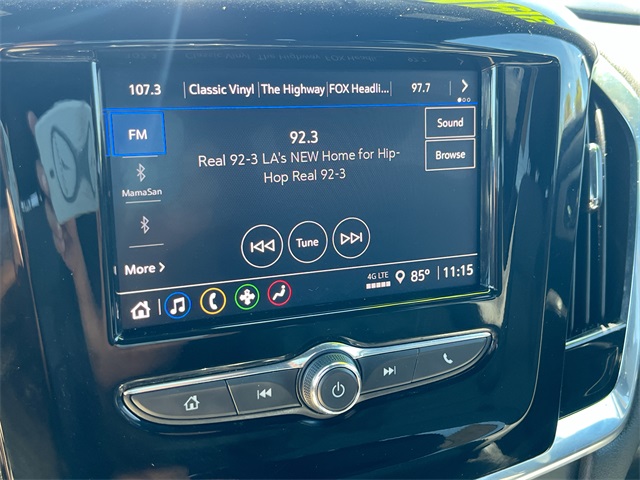 107.3 Classic Vinyl The Highway FOX Headli... 97.7
FM
92.3
Sound
Real 92-3 LA's NEW Home for Hip-
Hop Real 92-3
Browse
MamaSan
Tune
More
4G LTE 85° 11:15